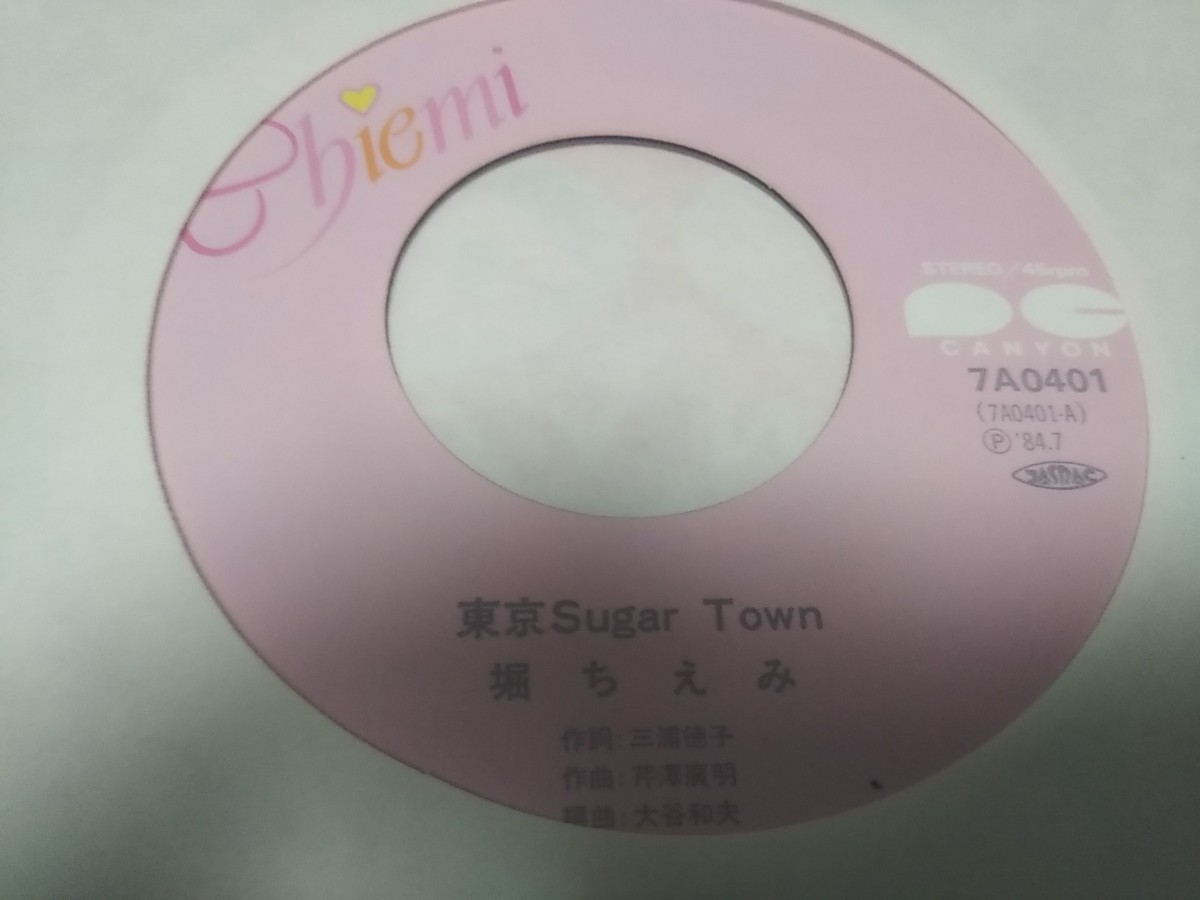 Chiemi
STEREO/45rpm
CANYON
7A0401
(7A0401-A)
Ⓟ '84.7
JASRAC
東京Sugar Town
堀ちえみ
作詞:三浦徳子
作曲:芹澤廣明
編曲:大谷和夫